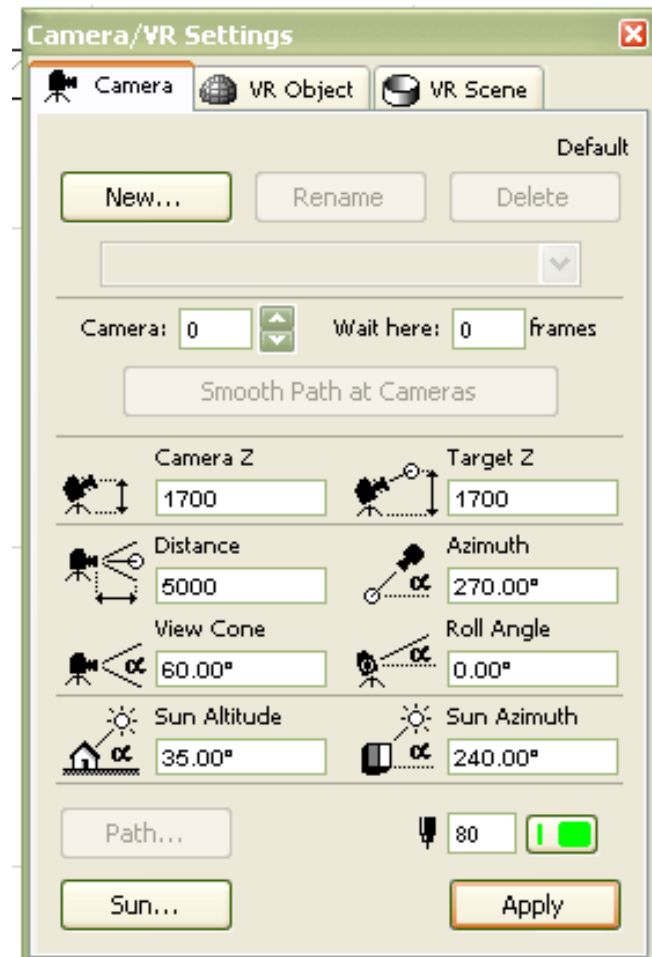 Camera/VR Settings
Camera VR Object VR Scene
Default
New... Rename Delete
Camera: 0 Wait here: 0 frames
Smooth Path at Cameras
Camera Z Target Z
1700 1700
Distance Azimuth
5000 α 270.00°
View Cone Roll Angle
α 60.00° α 0.00°
Sun Altitude Sun Azimuth
α 35.00° α 240.00°
Path... 80
Sun... Apply